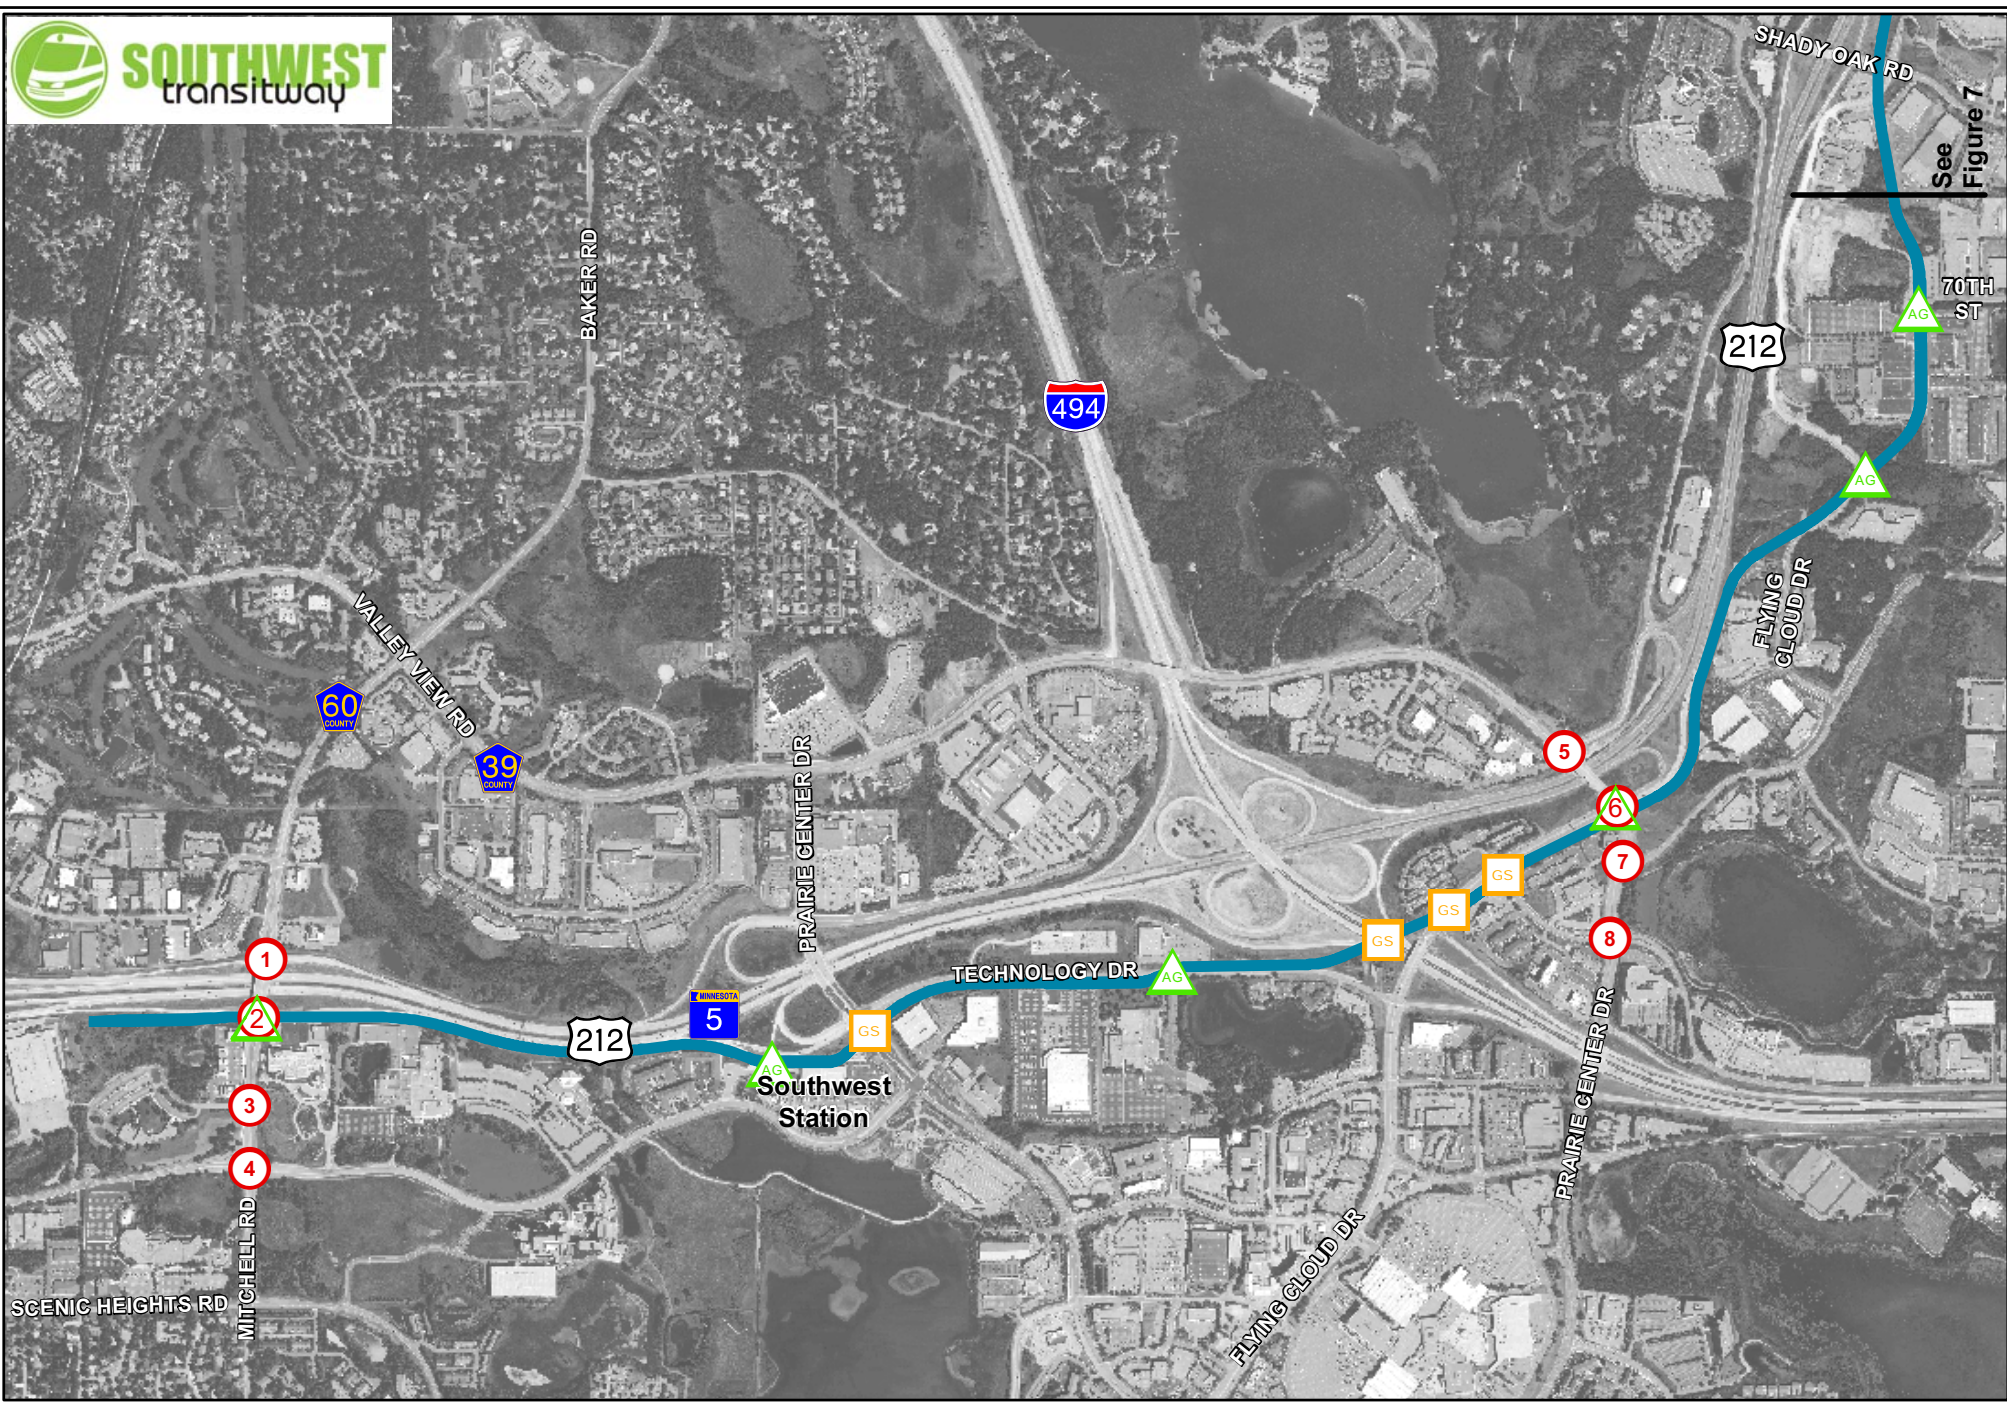 SOUTHWEST
transitway
SHADY OAK RD
See
Figure 7
BAKER RD
70TH
ST
AG
212
494
AG
FLYING
CLOUD DR
VALLEY VIEW RD
60
COUNTY
39
COUNTY
PRAIRIE CENTER DR
5
6
7
GS
GS
8
GS
1
TECHNOLOGY DR
AG
2
MINNESOTA
5
212
GS
AG
Southwest
Station
PRAIRIE CENTER DR
3
4
MITCHELL RD
SCENIC HEIGHTS RD
FLYING CLOUD DR